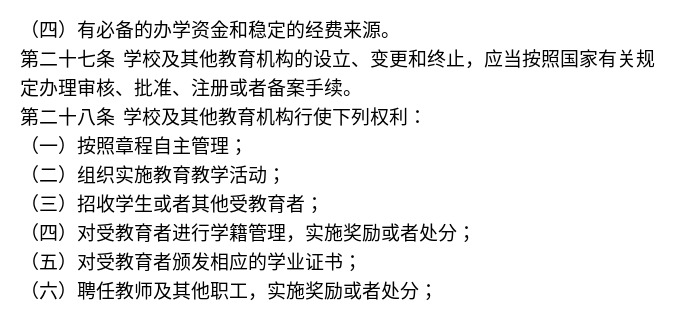 （四）有必备的办学资金和稳定的经费来源。
第二十七条 学校及其他教育机构的设立、变更和终止，应当按照国家有关规
定办理审核、批准、注册或者备案手续。
第二十八条 学校及其他教育机构行使下列权利：
（一）按照章程自主管理；
（二）组织实施教育教学活动；
（三）招收学生或者其他受教育者；
（四）对受教育者进行学籍管理，实施奖励或者处分；
（五）对受教育者颁发相应的学业证书；
（六）聘任教师及其他职工，实施奖励或者处分；